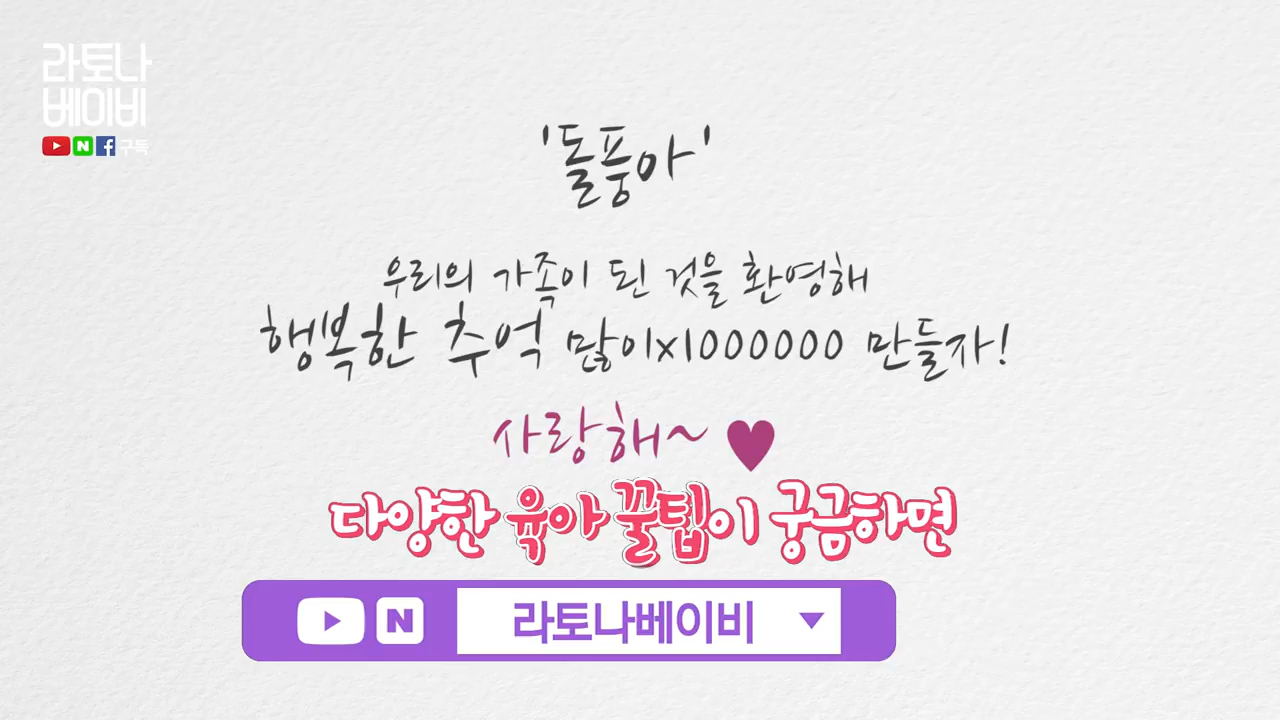 라토나
베이비
N f 구독
'돌풍아'
우리의 가족이 된 것을 환영해
행복한 추억 많이x1000000 만들자!
사랑해~ ♥
다양한 육아 꿀팁이 궁금하면
N 라토나베이비